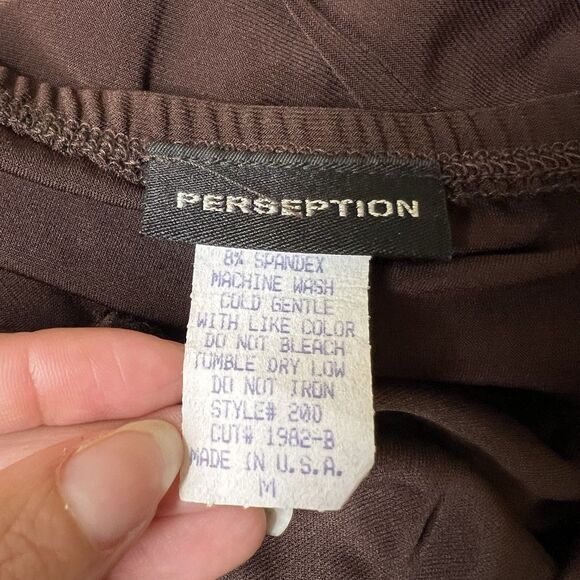 PERSEPTION
8% SPANDEX
MACHINE WASH
COLD GENTLE
WITH LIKE COLOR
DO NOT BLEACH
TUMBLE DRY LOW
DO NOT IRON
STYLE# 200
CUT# 1982-B
MADE IN U.S.A.
M